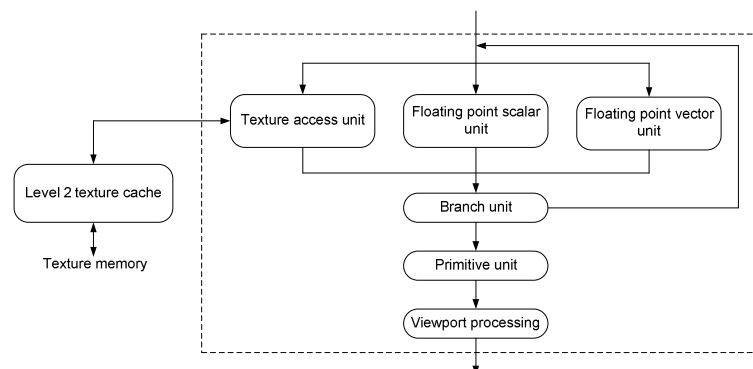 Texture access unit
Floating point scalar
unit
Floating point vector
unit
Level 2 texture cache
Texture memory
Branch unit
Primitive unit
Viewport processing